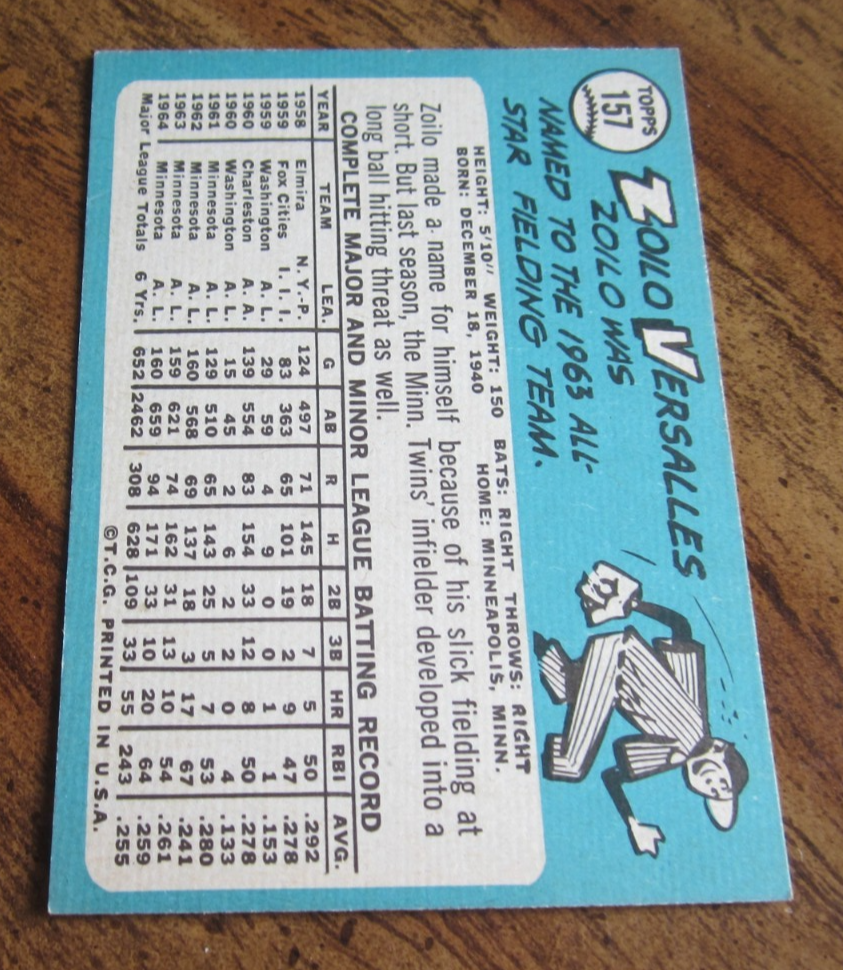 TOPPS
157
ZOILO VERSALLES
ZOILO WAS
NAMED TO THE 1963 ALL-
STAR FIELDING TEAM.
HEIGHT: 5/10" WEIGHT: 150 BATS: RIGHT THROWS: RIGHT
BORN: DECEMBER 18, 1940 HOME: MINNEAPOLIS, MINN.
Zoilo made a name for himself because of his slick fielding at
short. But last season, the Minn. Twins' infielder developed into a
long ball hitting threat as well.
COMPLETE MAJOR AND MINOR LEAGUE BATTING RECORD
YEAR TEAM LEA. G AB R H 2B 3B HR RBI AVG.
1958 Elmira N. Y.-P. 124 497 71 145 18 7 5 50 .292
1959 Fox Cities I. I. I. 83 363 65 101 19 2 9 47 .278
1959 Washington A. L. 29 59 4 9 0 0 1 1 .153
1960 Charleston A. A. 139 554 83 154 33 12 8 50 .278
1960 Washington A. L. 15 45 2 6 2 2 0 4 .133
1961 Minnesota A. L. 129 510 65 143 25 5 7 53 .280
1962 Minnesota A. L. 160 568 69 137 18 3 17 67 .241
1963 Minnesota A. L. 159 621 74 162 31 13 10 54 .261
1964 Minnesota A. L. 160 659 94 171 33 10 20 64 .259
Major League Totals 6 Yrs. 652 2462 308 628 109 33 55 243 .255
©T.C.G. PRINTED IN U.S.A.